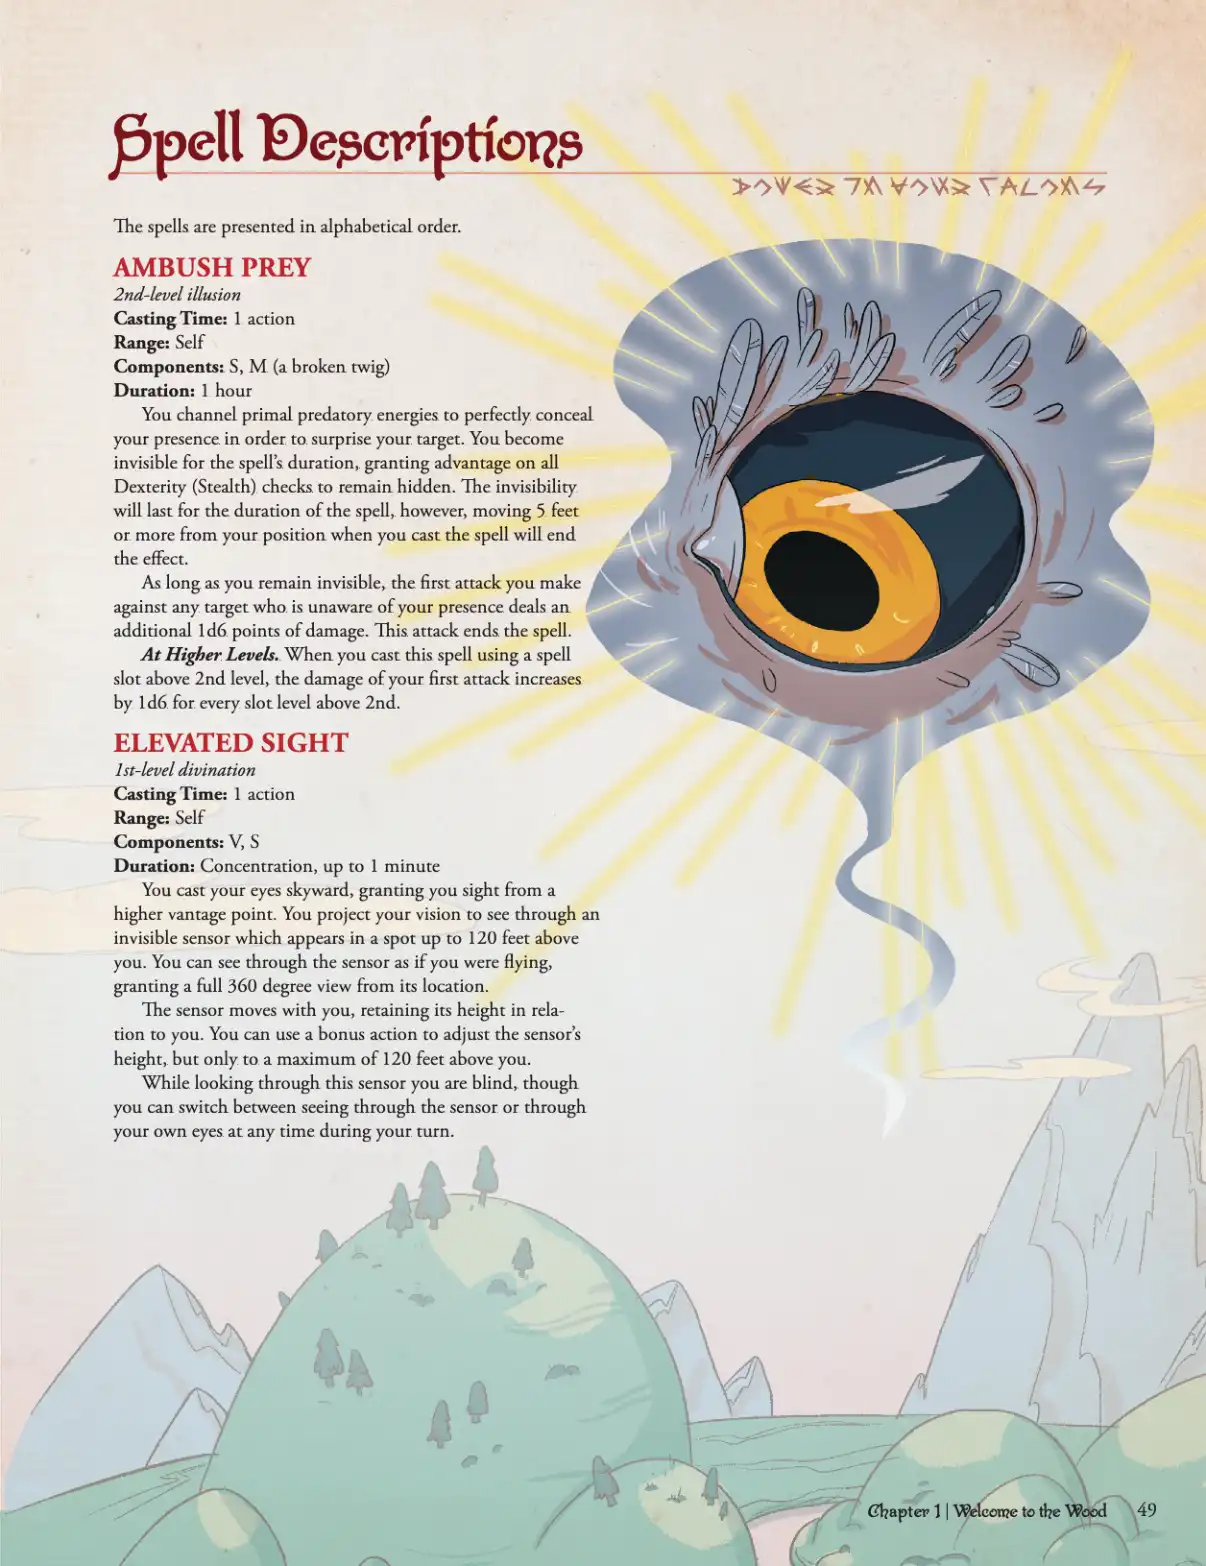 Spell Descriptions
The spells are presented in alphabetical order.
AMBUSH PREY
2nd-level illusion
Casting Time: 1 action
Range: Self
Components: S, M (a broken twig)
Duration: 1 hour
You channel primal predatory energies to perfectly conceal
your presence in order to surprise your target. You become
invisible for the spell’s duration, granting advantage on all
Dexterity (Stealth) checks to remain hidden. The invisibility
will last for the duration of the spell, however, moving 5 feet
or more from your position when you cast the spell will end
the effect.
As long as you remain invisible, the first attack you make
against any target who is unaware of your presence deals an
additional 1d6 points of damage. This attack ends the spell.
At Higher Levels. When you cast this spell using a spell
slot above 2nd level, the damage of your first attack increases
by 1d6 for every slot level above 2nd.
ELEVATED SIGHT
1st-level divination
Casting Time: 1 action
Range: Self
Components: V, S
Duration: Concentration, up to 1 minute
You cast your eyes skyward, granting you sight from a
higher vantage point. You project your vision to see through an
invisible sensor which appears in a spot up to 120 feet above
you. You can see through the sensor as if you were flying,
granting a full 360 degree view from its location.
The sensor moves with you, retaining its height in rela-
tion to you. You can use a bonus action to adjust the sensor’s
height, but only to a maximum of 120 feet above you.
While looking through this sensor you are blind, though
you can switch between seeing through the sensor or through
your own eyes at any time during your turn.
Chapter 1 | Welcome to the Wood 49